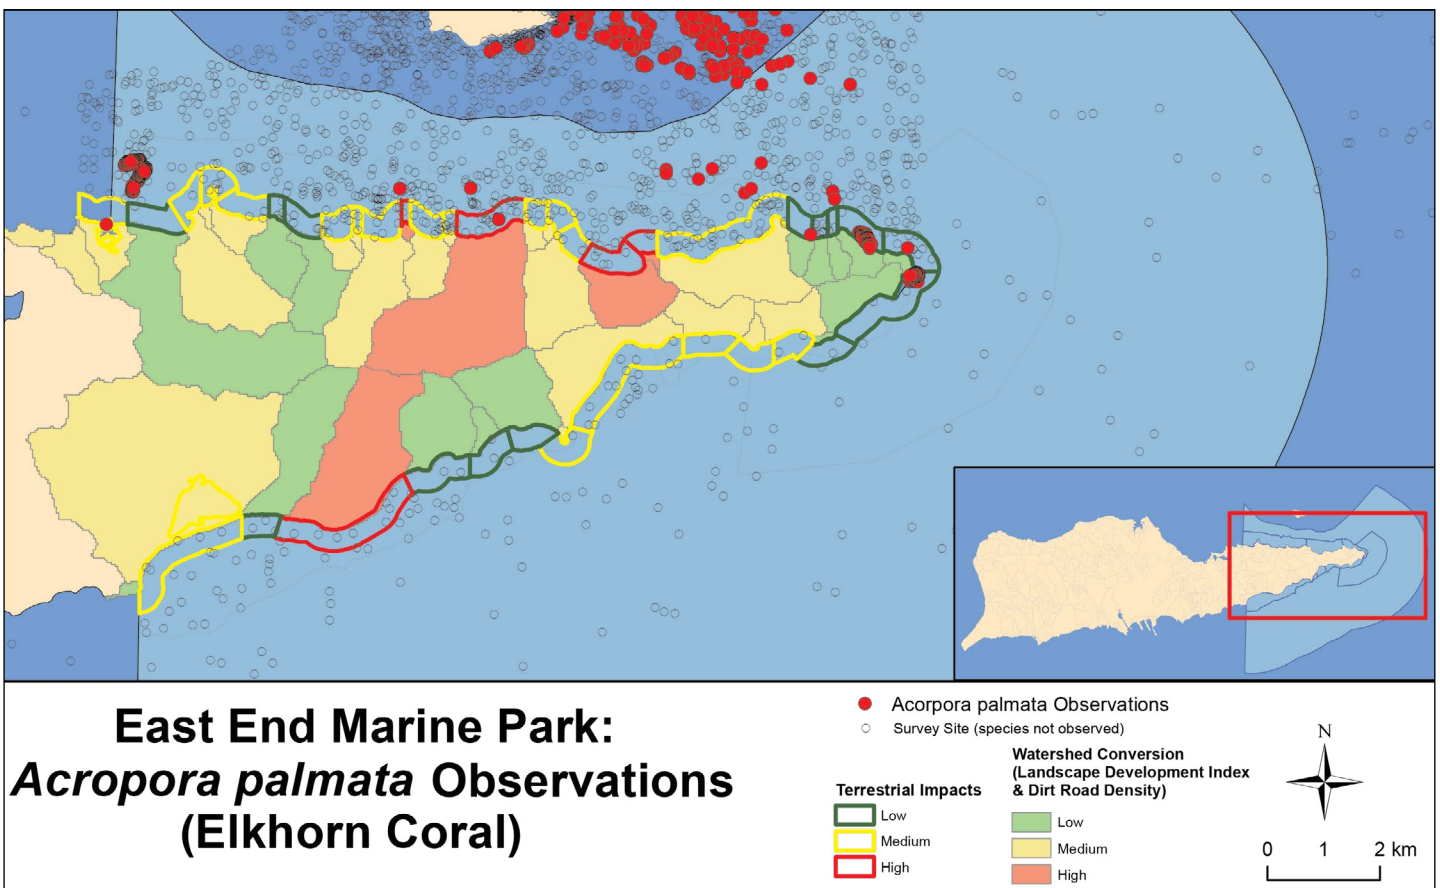 East End Marine Park:
Acropora palmata Observations
(Elkhorn Coral)
Acorpora palmata Observations
Survey Site (species not observed)
Terrestrial Impacts
Low
Medium
High
Watershed Conversion
(Landscape Development Index
& Dirt Road Density)
Low
Medium
High
N
0 1 2 km